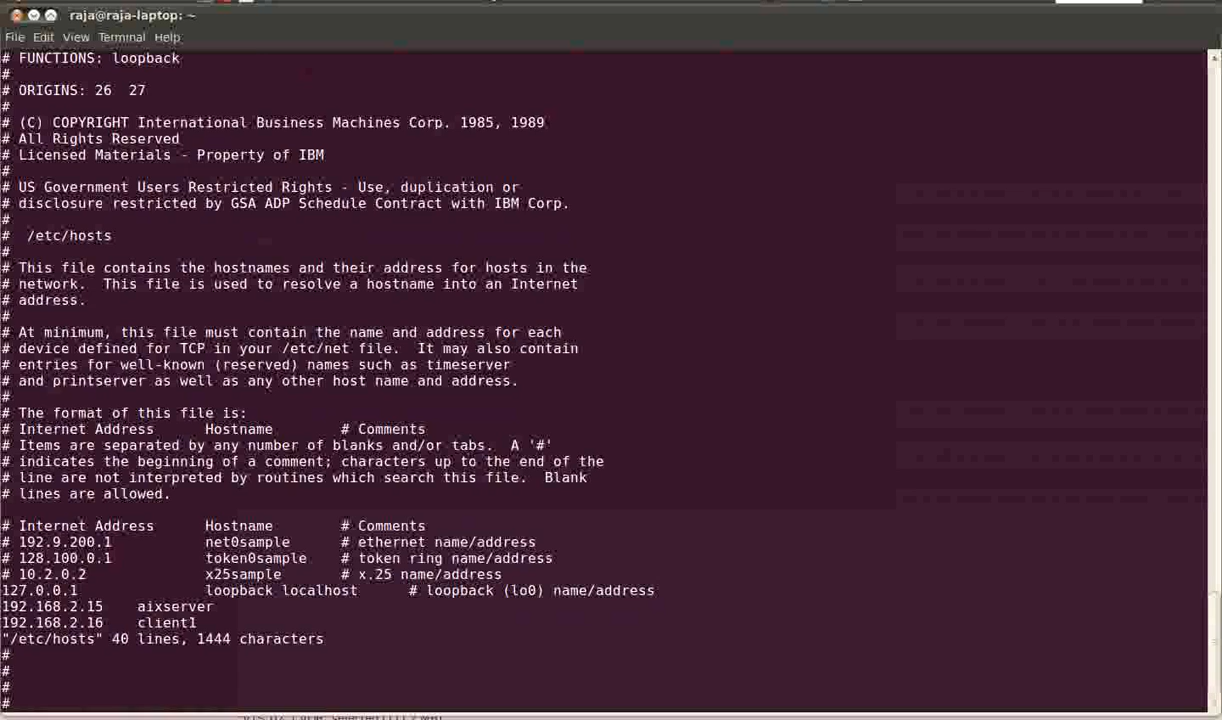 raja@raja-laptop: ~
File Edit View Terminal Help
# FUNCTIONS: loopback
#
# ORIGINS: 26  27
#
# (C) COPYRIGHT International Business Machines Corp. 1985, 1989
# All Rights Reserved
# Licensed Materials - Property of IBM
#
# US Government Users Restricted Rights - Use, duplication or
# disclosure restricted by GSA ADP Schedule Contract with IBM Corp.
#
#  /etc/hosts
#
# This file contains the hostnames and their address for hosts in the
# network.  This file is used to resolve a hostname into an Internet
# address.
#
# At minimum, this file must contain the name and address for each
# device defined for TCP in your /etc/net file.  It may also contain
# entries for well-known (reserved) names such as timeserver
# and printserver as well as any other host name and address.
#
# The format of this file is:
# Internet Address      Hostname        # Comments
# Items are separated by any number of blanks and/or tabs.  A '#'
# indicates the beginning of a comment; characters up to the end of the
# line are not interpreted by routines which search this file.  Blank
# lines are allowed.
# Internet Address      Hostname        # Comments
# 192.9.200.1           net0sample      # ethernet name/address
# 128.100.0.1           token0sample    # token ring name/address
# 10.2.0.2              x25sample       # x.25 name/address
127.0.0.1               loopback localhost      # loopback (lo0) name/address
192.168.2.15    aixserver
192.168.2.16    client1
"/etc/hosts" 40 lines, 1444 characters
#
#
#
#